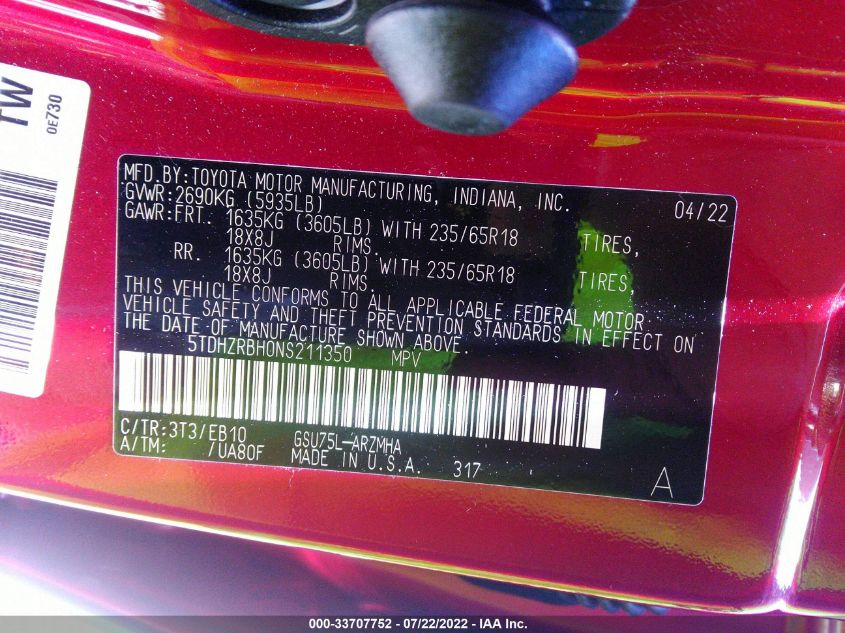 TW
0E730
MFD.BY:TOYOTA MOTOR MANUFACTURING, INDIANA, INC. 04/22
GVWR:2690KG (5935LB)
GAWR:FRT. 1635KG (3605LB) WITH 235/65R18 TIRES,
18X8J RIMS.
RR. 1635KG (3605LB) WITH 235/65R18 TIRES,
18X8J RIMS.
THIS VEHICLE CONFORMS TO ALL APPLICABLE FEDERAL MOTOR
VEHICLE SAFETY AND THEFT PREVENTION STANDARDS IN EFFECT ON
THE DATE OF MANUFACTURE SHOWN ABOVE.
5TDHZRBH0NS211350 MPV
C/TR:3T3/EB10 GSU75L-ARZMHA
A/TM: /UA80F MADE IN U.S.A. 317 A
000-33707752 - 07/22/2022 - IAA Inc.